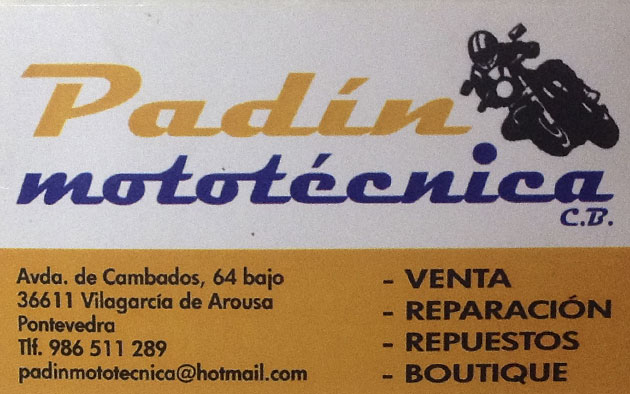 Padín
mototécnica
C.B.
Avda. de Cambados, 64 bajo
36611 Vilagarcía de Arousa
Pontevedra
Tlf. 986 511 289
padinmototecnica@hotmail.com
- VENTA
- REPARACIÓN
- REPUESTOS
- BOUTIQUE